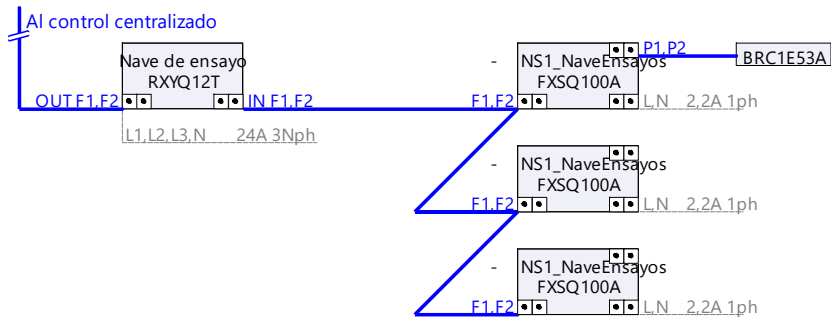 Al control centralizado
Nave de ensayo
RXYQ12T
OUT F1,F2
IN F1,F2
L1,L2,L3,N 24A 3Nph
- NS1_NaveEnsayos
FXSQ100A
P1,P2
BRC1E53A
F1,F2
L,N 2,2A 1ph
- NS1_NaveEnsayos
FXSQ100A
F1,F2
L,N 2,2A 1ph
- NS1_NaveEnsayos
FXSQ100A
F1,F2
L,N 2,2A 1ph